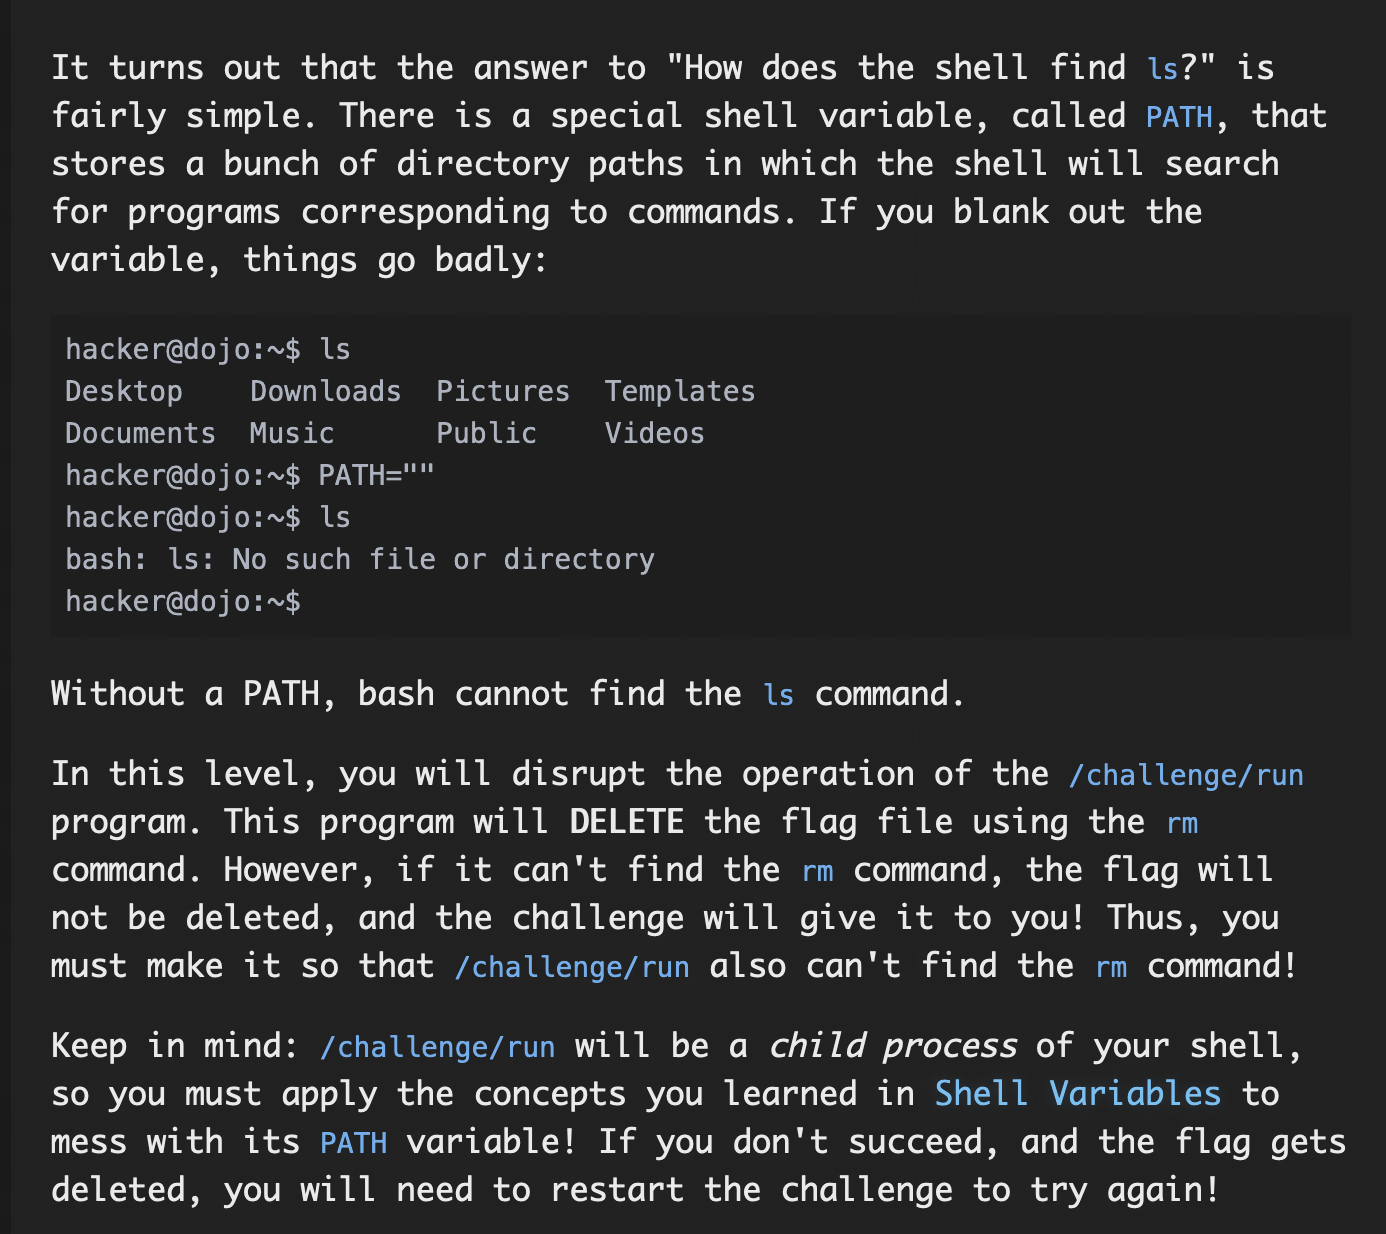 It turns out that the answer to "How does the shell find ls?" is
fairly simple. There is a special shell variable, called PATH, that
stores a bunch of directory paths in which the shell will search
for programs corresponding to commands. If you blank out the
variable, things go badly:
hacker@dojo:~$ ls
Desktop    Downloads  Pictures  Templates
Documents  Music      Public    Videos
hacker@dojo:~$ PATH=""
hacker@dojo:~$ ls
bash: ls: No such file or directory
hacker@dojo:~$
Without a PATH, bash cannot find the ls command.
In this level, you will disrupt the operation of the /challenge/run
program. This program will DELETE the flag file using the rm
command. However, if it can't find the rm command, the flag will
not be deleted, and the challenge will give it to you! Thus, you
must make it so that /challenge/run also can't find the rm command!
Keep in mind: /challenge/run will be a child process of your shell,
so you must apply the concepts you learned in Shell Variables to
mess with its PATH variable! If you don't succeed, and the flag gets
deleted, you will need to restart the challenge to try again!